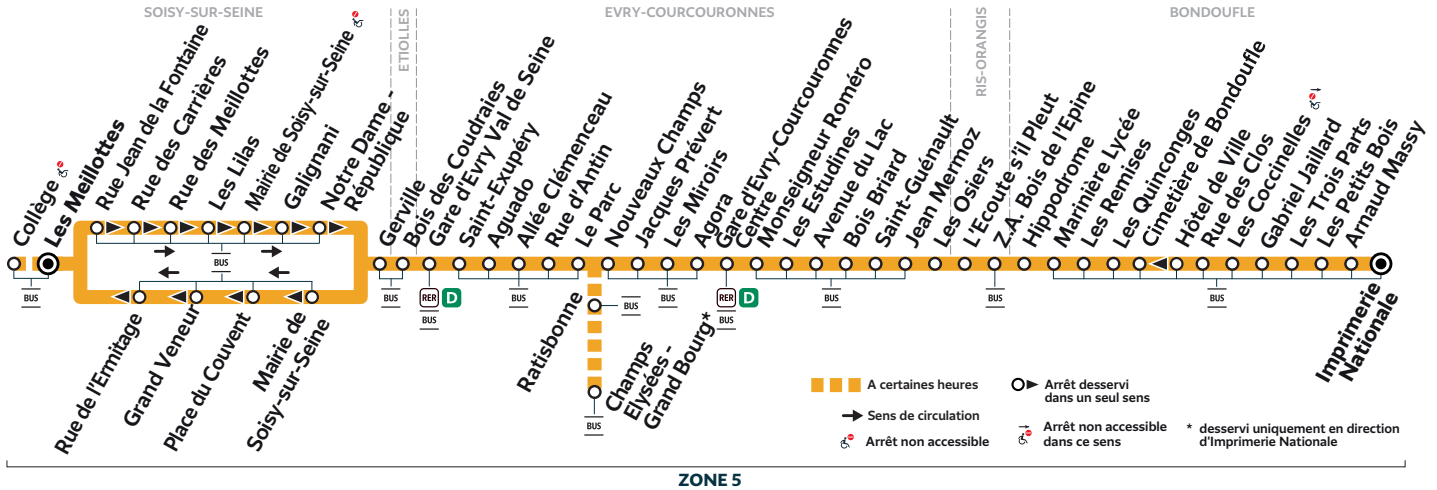 SOISY-SUR-SEINE
ETIOLLES
EVRY-COURCOURONNES
RIS-ORANGIS
BONDOUFLE
Collège
Les Meillottes
Rue Jean de la Fontaine
Rue des Carrières
Rue des Meillottes
Les Lilas
Mairie de Soisy-sur-Seine
Galignani
Notre Dame -
République
Gerville
Bois des Coudraies
Gare d'Evry Val de Seine
Saint-Exupéry
Aguado
Allée Clémenceau
Rue d'Antin
Le Parc
Nouveaux Champs
Jacques Prévert
Les Miroirs
Agora
Gare d'Evry-Courcouronnes
Centre
Monseigneur Roméro
Les Estudines
Avenue du Lac
Bois Briard
Saint-Guénault
Jean Mermoz
Les Osiers
L'Ecoute s'il Pleut
Z.A. Bois de l'Epine
Hippodrome
Marinière Lycée
Les Remises
Les Quinconges
Cimetière de Bondoufle
Hôtel de Ville
Rue des Clos
Les Coccinelles
Gabriel Jaillard
Les Trois Parts
Les Petits Bois
Arnaud Massy
Imprimerie
Nationale
BUS
BUS
BUS
RER D
BUS
BUS
BUS
BUS
RER D
BUS
BUS
BUS
BUS
Rue de l'Ermitage
Grand Veneur
Place du Couvent
Mairie de
Soisy-sur-Seine
Ratisbonne
Champs
Elysées -
Grand Bourg*
BUS
A certaines heures
Sens de circulation
Arrêt non accessible
Arrêt desservi
dans un seul sens
Arrêt non accessible
dans ce sens
* desservi uniquement en direction
d'Imprimerie Nationale
ZONE 5